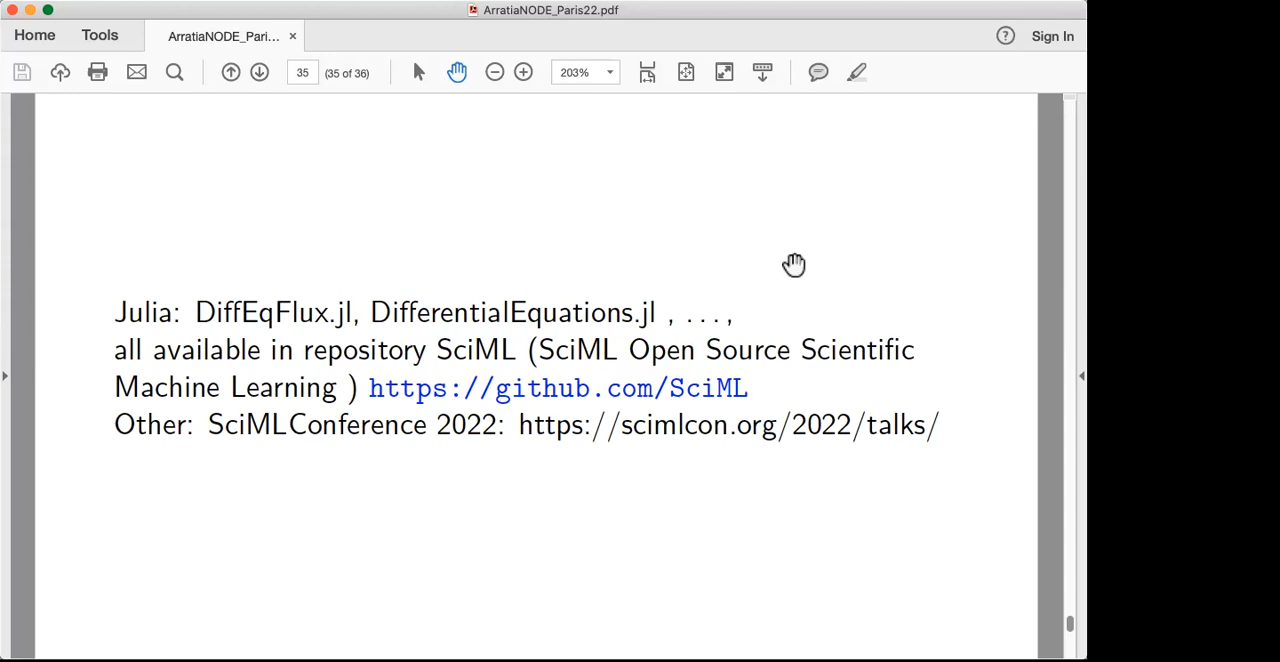 ArratiaNODE_Paris22.pdf
Home Tools ArratiaNODE_Pari... × ? Sign In
35 (35 of 36) 203%
Julia: DiffEqFlux.jl, DifferentialEquations.jl , ...,
all available in repository SciML (SciML Open Source Scientific
Machine Learning ) https://github.com/SciML
Other: SciMLConference 2022: https://scimlcon.org/2022/talks/